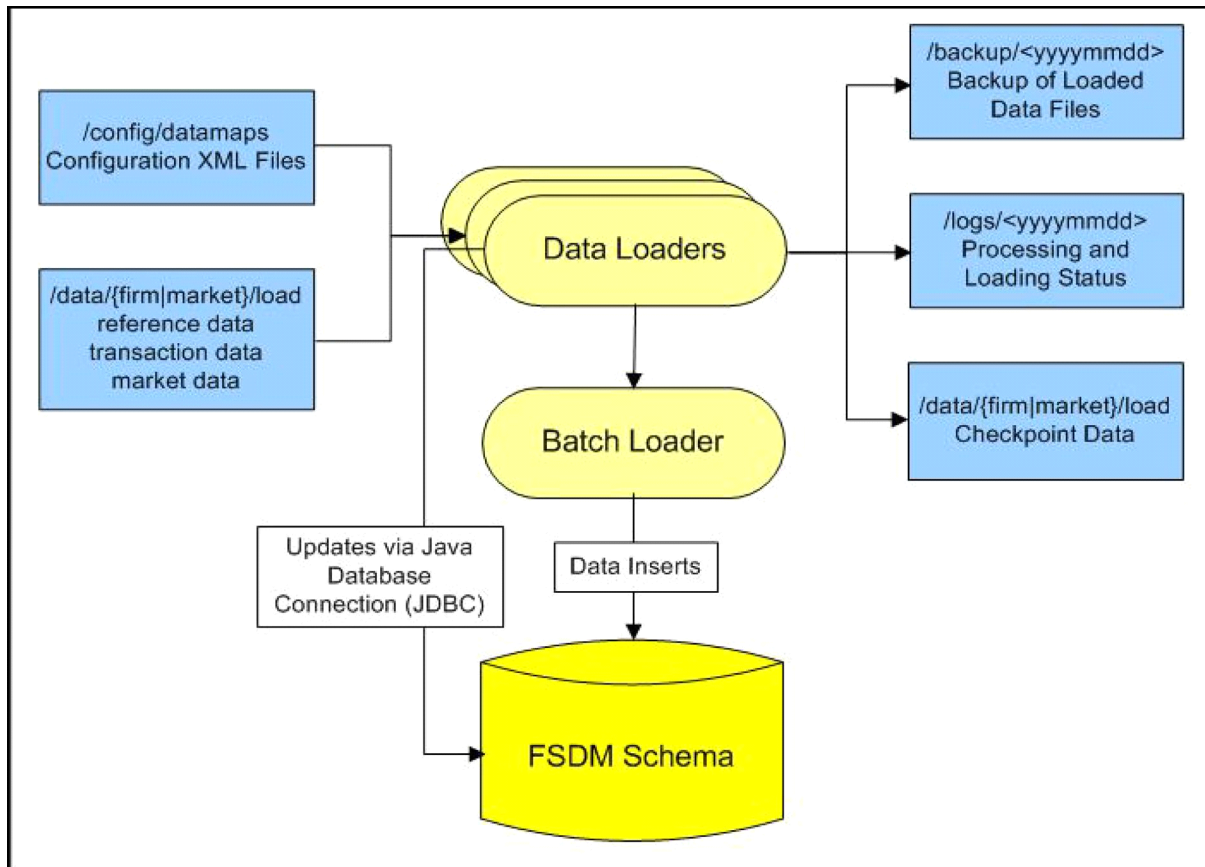 /backup/<yyyymmdd>
Backup of Loaded
Data Files
/config/datamaps
Configuration XML Files
/logs/<yyyymmdd>
Processing and
Loading Status
Data Loaders
/data/{firm|market}/load
reference data
transaction data
market data
/data/{firm|market}/load
Checkpoint Data
Batch Loader
Updates via Java
Database
Connection (JDBC)
Data Inserts
FSDM Schema